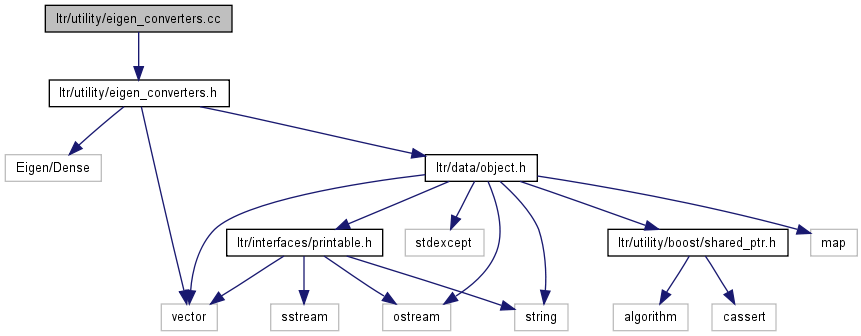 ltr/utility/eigen_converters.cc
ltr/utility/eigen_converters.h
Eigen/Dense
ltr/data/object.h
ltr/interfaces/printable.h
stdexcept
ltr/utility/boost/shared_ptr.h
map
vector
sstream
ostream
string
algorithm
cassert